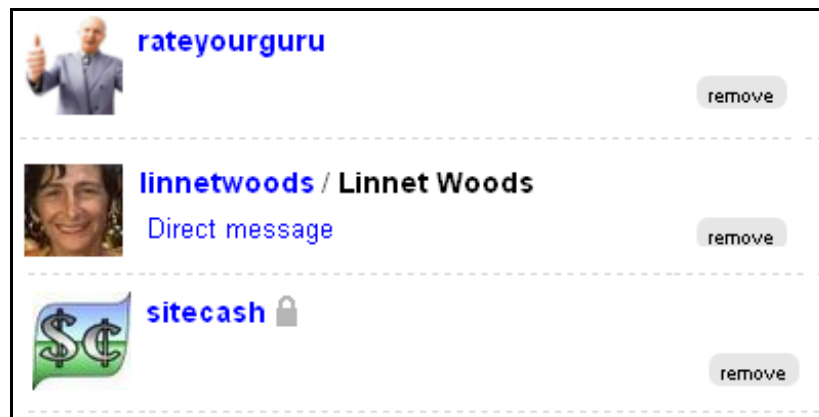 rateyourguru
remove
linnetwoods / Linnet Woods
Direct message
remove
sitecash
remove